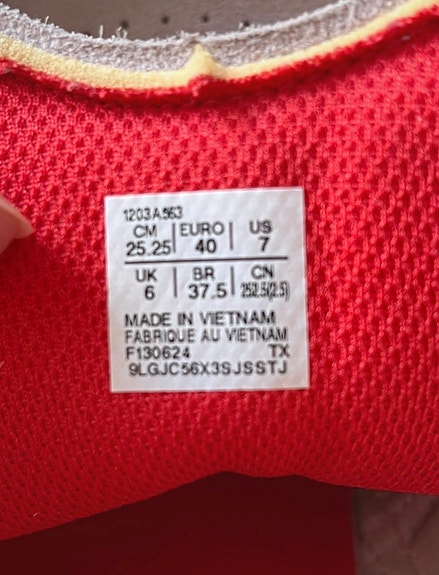 1203A563
CM EURO US
25.25 40 7
UK BR CN
6 37.5 252.5(2.5)
MADE IN VIETNAM
FABRIQUE AU VIETNAM
F130624 TX
9LGJC56X3SJSSTJ